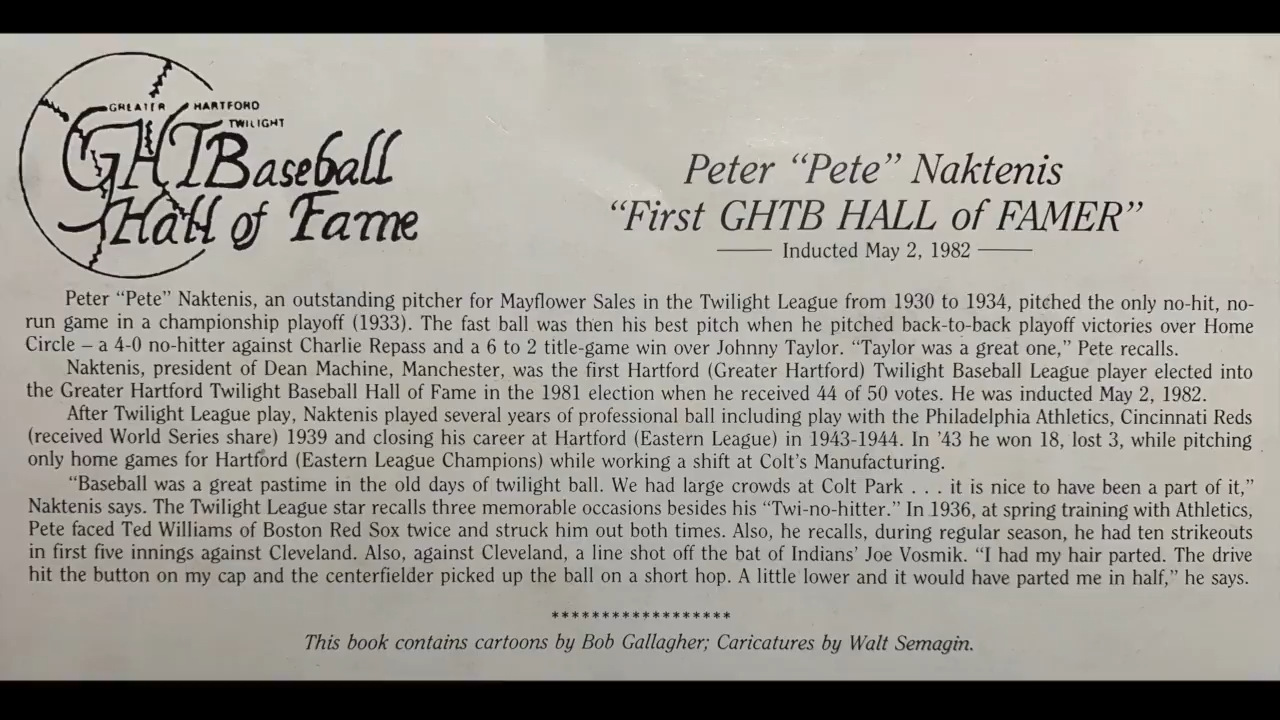 GREATER HARTFORD
TWILIGHT
GHTBaseball
Hall of Fame
Peter “Pete” Naktenis
“First GHTB HALL of FAMER”
Inducted May 2, 1982
Peter “Pete” Naktenis, an outstanding pitcher for Mayflower Sales in the Twilight League from 1930 to 1934, pitched the only no-hit, no-
run game in a championship playoff (1933). The fast ball was then his best pitch when he pitched back-to-back playoff victories over Home
Circle – a 4-0 no-hitter against Charlie Repass and a 6 to 2 title-game win over Johnny Taylor. “Taylor was a great one,” Pete recalls.
Naktenis, president of Dean Machine, Manchester, was the first Hartford (Greater Hartford) Twilight Baseball League player elected into
the Greater Hartford Twilight Baseball Hall of Fame in the 1981 election when he received 44 of 50 votes. He was inducted May 2, 1982.
After Twilight League play, Naktenis played several years of professional ball including play with the Philadelphia Athletics, Cincinnati Reds
(received World Series share) 1939 and closing his career at Hartford (Eastern League) in 1943-1944. In ’43 he won 18, lost 3, while pitching
only home games for Hartford (Eastern League Champions) while working a shift at Colt’s Manufacturing.
“Baseball was a great pastime in the old days of twilight ball. We had large crowds at Colt Park . . . it is nice to have been a part of it,”
Naktenis says. The Twilight League star recalls three memorable occasions besides his “Twi-no-hitter.” In 1936, at spring training with Athletics,
Pete faced Ted Williams of Boston Red Sox twice and struck him out both times. Also, he recalls, during regular season, he had ten strikeouts
in first five innings against Cleveland. Also, against Cleveland, a line shot off the bat of Indians’ Joe Vosmik. “I had my hair parted. The drive
hit the button on my cap and the centerfielder picked up the ball on a short hop. A little lower and it would have parted me in half,” he says.
******************
This book contains cartoons by Bob Gallagher; Caricatures by Walt Semagin.